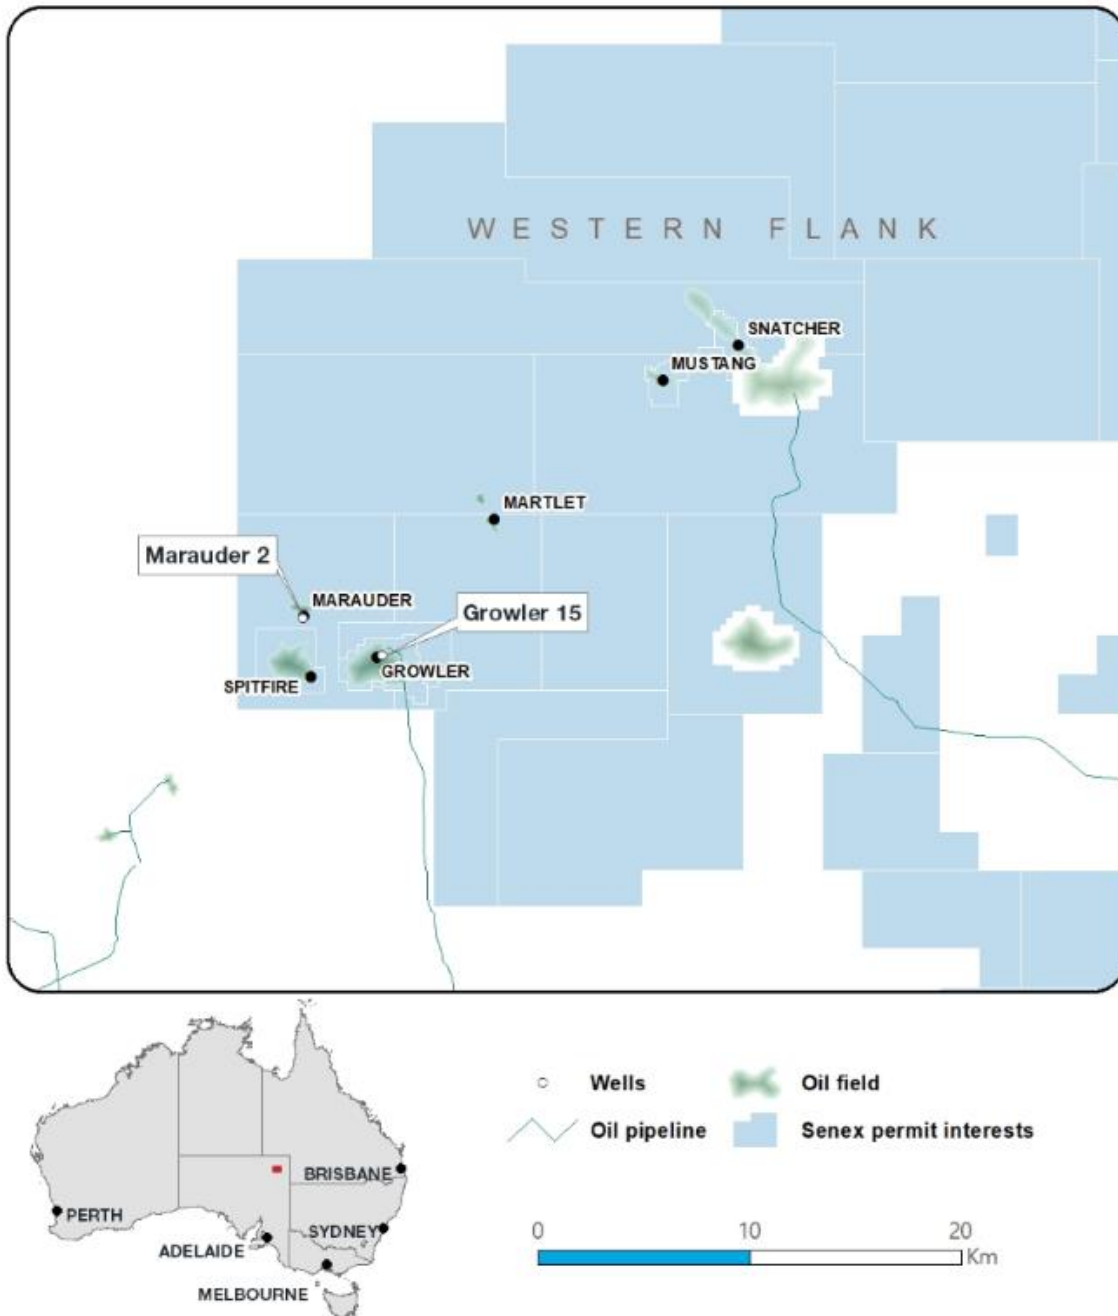 WESTERN FLANK
SNATCHER
MUSTANG
MARTLET
Marauder 2
MARAUDER
Growler 15
GROWLER
SPITFIRE
Wells
Oil field
Oil pipeline
Senex permit interests
BRISBANE
PERTH
SYDNEY
ADELAIDE
MELBOURNE
0 10 20
Km